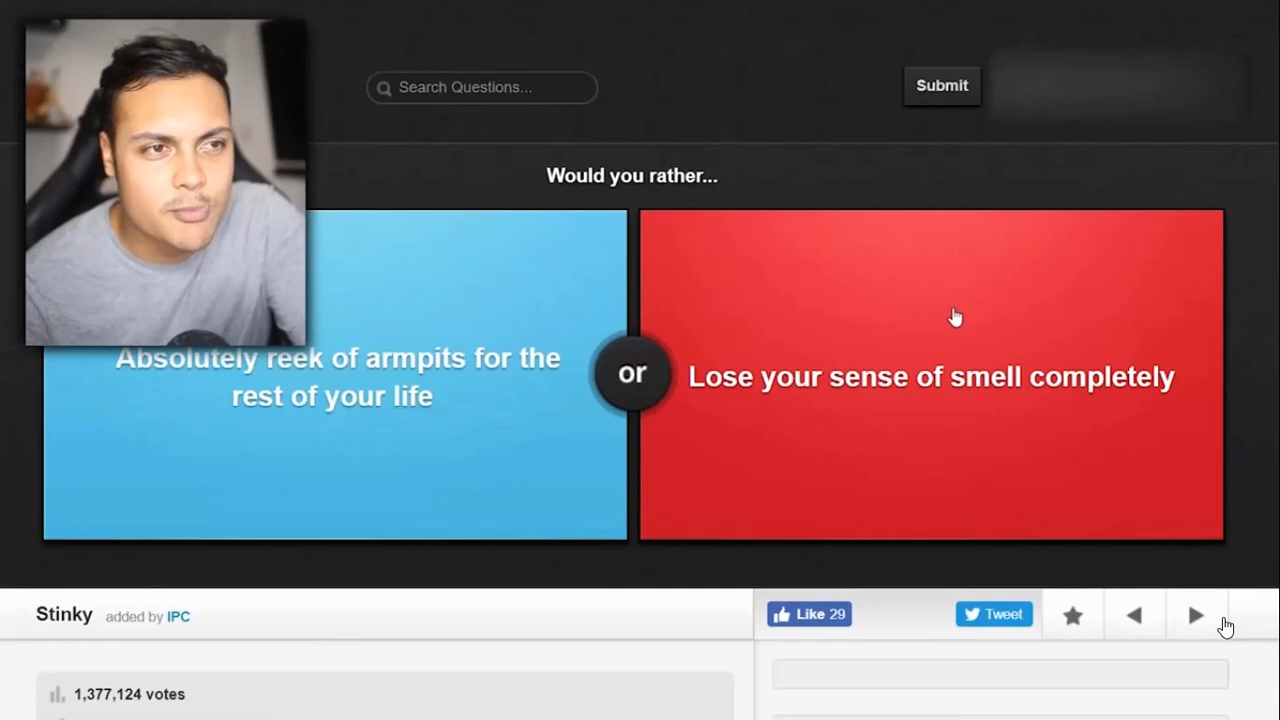 Search Questions...
Submit
Would you rather...
Absolutely reek of armpits for the
rest of your life
or
Lose your sense of smell completely
Stinky added by IPC
Like 29
Tweet
1,377,124 votes